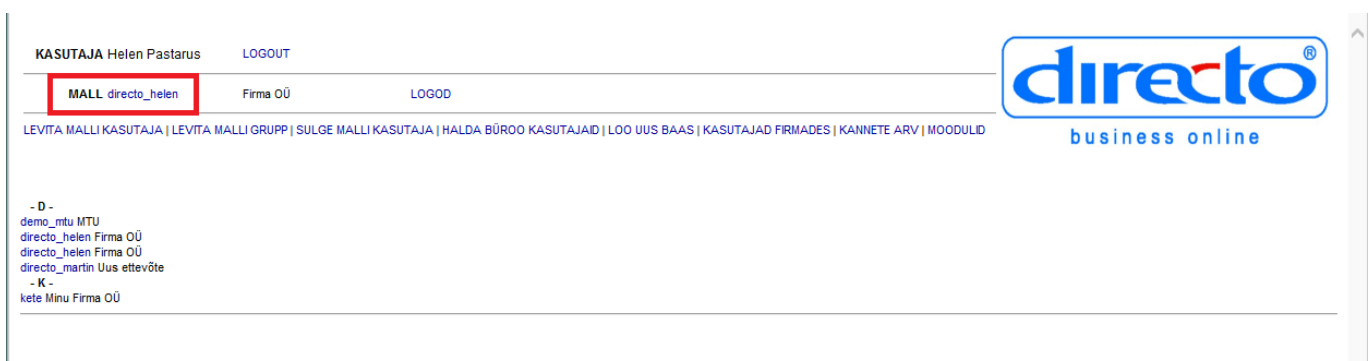 KASUTAJA Helen Pastarus LOGOUT
MALL directo_helen Firma OÜ LOGOD
LEVITA MALLI KASUTAJA | LEVITA MALLI GRUPP | SULGE MALLI KASUTAJA | HALDA BÜROO KASUTAJAID | LOO UUS BAAS | KASUTAJAD FIRMADES | KANNETE ARV | MOODULID
directo®
business online
- D -
demo_mtu MTU
directo_helen Firma OÜ
directo_helen Firma OÜ
directo_martin Uus ettevõte
- K -
kete Minu Firma OÜ